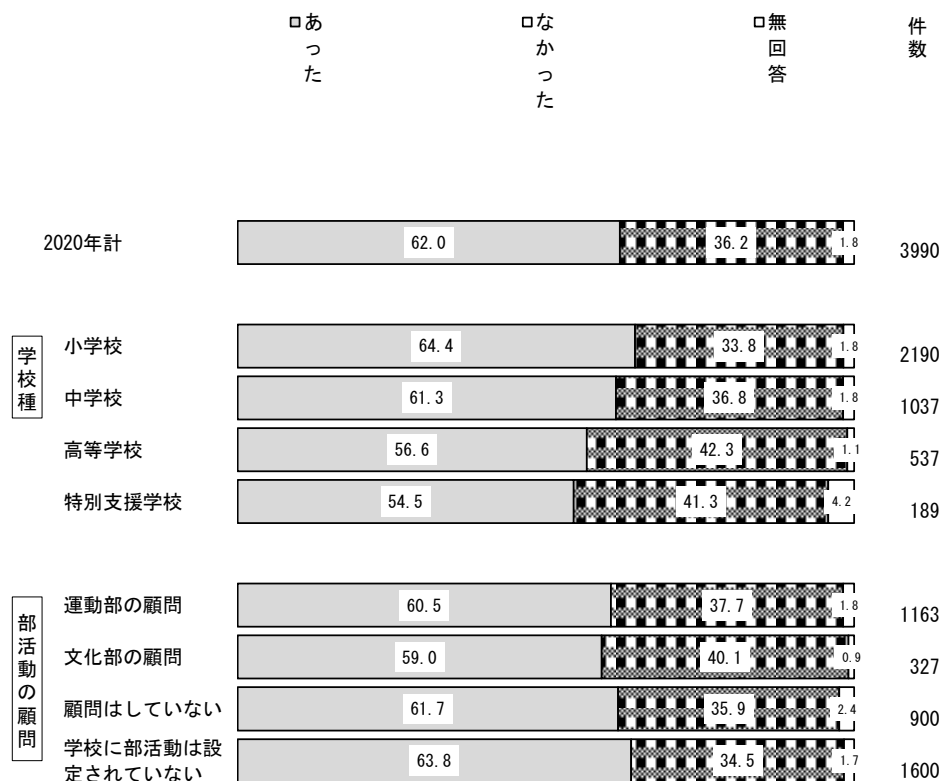 □あった
□なかった
□無回答
件数
2020年計 62.0 36.2 1.8 3990
学校種
小学校 64.4 33.8 1.8 2190
中学校 61.3 36.8 1.8 1037
高等学校 56.6 42.3 1.1 537
特別支援学校 54.5 41.3 4.2 189
部活動の顧問
運動部の顧問 60.5 37.7 1.8 1163
文化部の顧問 59.0 40.1 0.9 327
顧問はしていない 61.7 35.9 2.4 900
学校に部活動は設
定されていない 63.8 34.5 1.7 1600